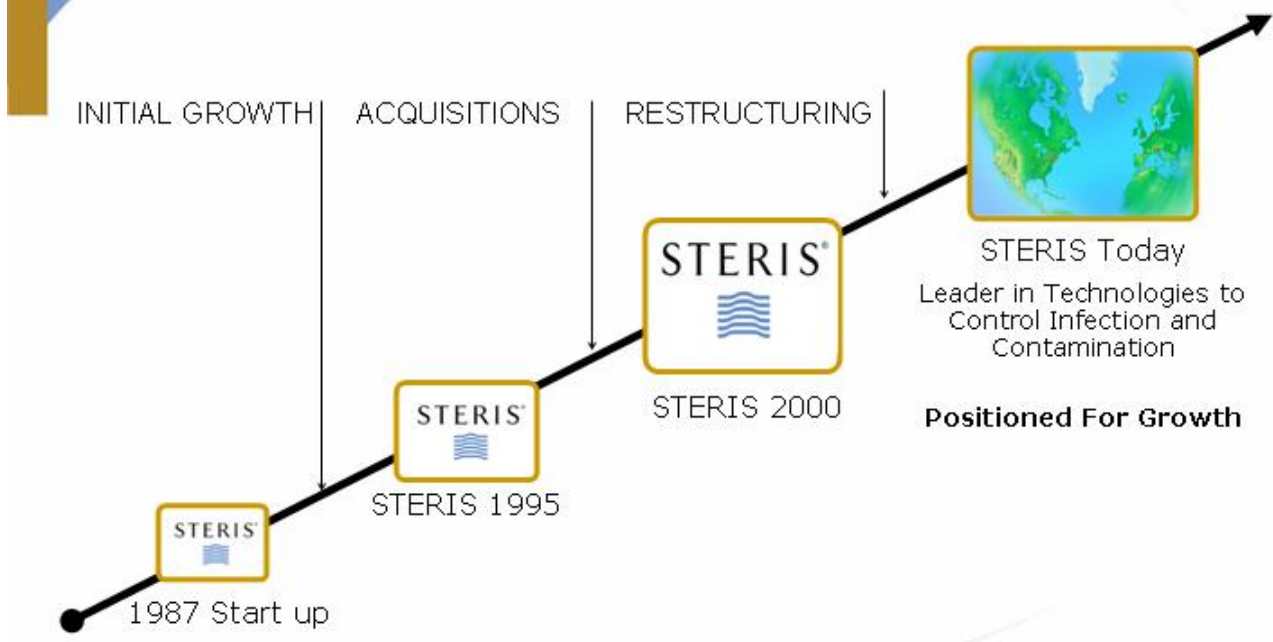 INITIAL GROWTH
ACQUISITIONS
RESTRUCTURING
STERIS
1987 Start up
STERIS
STERIS 1995
STERIS®
STERIS 2000
STERIS Today
Leader in Technologies to
Control Infection and
Contamination
Positioned For Growth